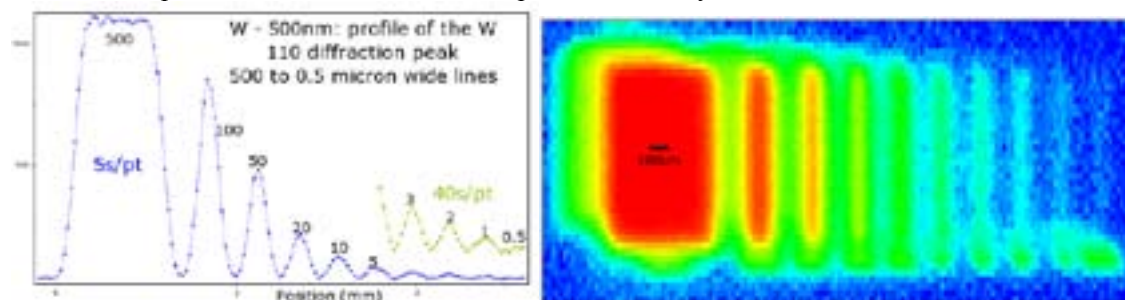 W - 500nm: profile of the W
110 diffraction peak
500 to 0.5 micron wide lines
500
100
5s/pt
50
40s/pt
3
2
1
0.5
20
10
5
Position (mm)